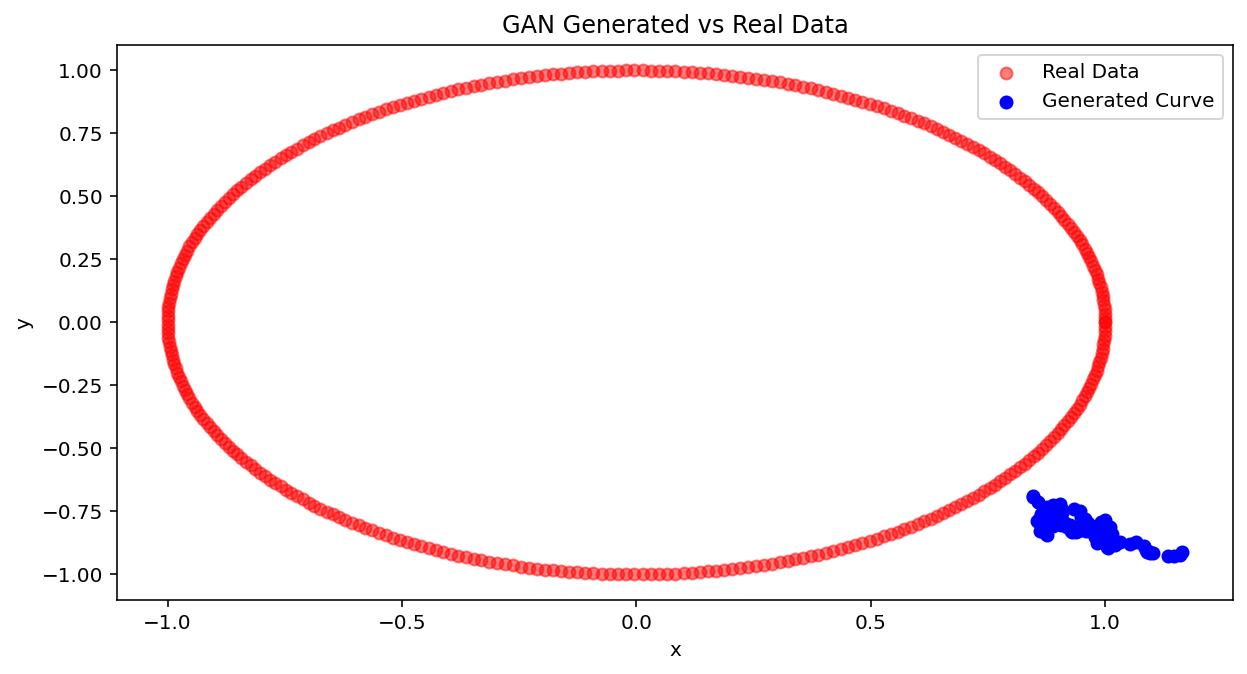 GAN Generated vs Real Data
Real Data
Generated Curve
1.00
0.75
0.50
0.25
0.00
−0.25
−0.50
−0.75
−1.00
y
−1.0 −0.5 0.0 0.5 1.0
x